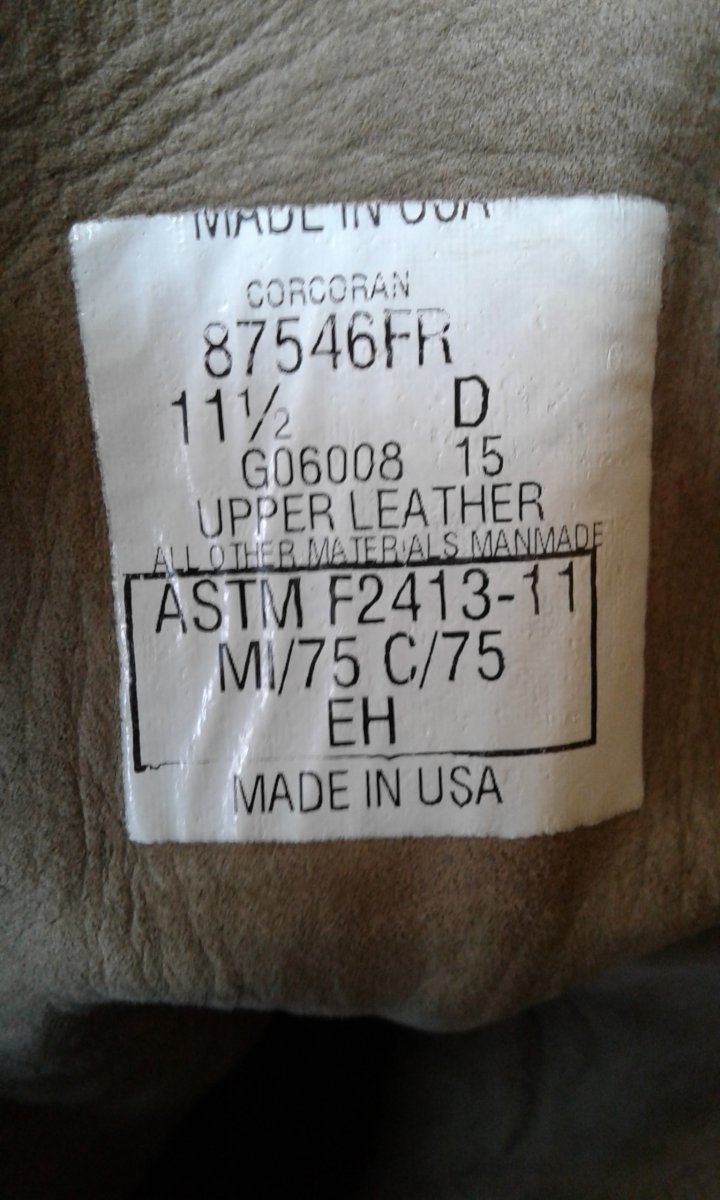 MADE IN USA
CORCORAN
87546FR
11½ D
G06008 15
UPPER LEATHER
ALL OTHER MATERIALS MANMADE
ASTM F2413-11
MI/75 C/75
EH
MADE IN USA